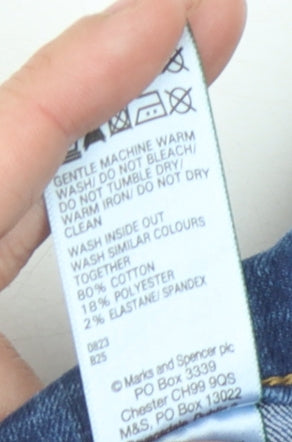 GENTLE MACHINE WARM
WASH/ DO NOT BLEACH/
DO NOT TUMBLE DRY/
WARM IRON/ DO NOT DRY
CLEAN
WASH INSIDE OUT
WASH SIMILAR COLOURS
TOGETHER
80% COTTON
18% POLYESTER
2% ELASTANE/ SPANDEX
0823
825
© Marks and Spencer plc
PO Box 3339
Chester CH99 9QS
M&S, PO Box 13022